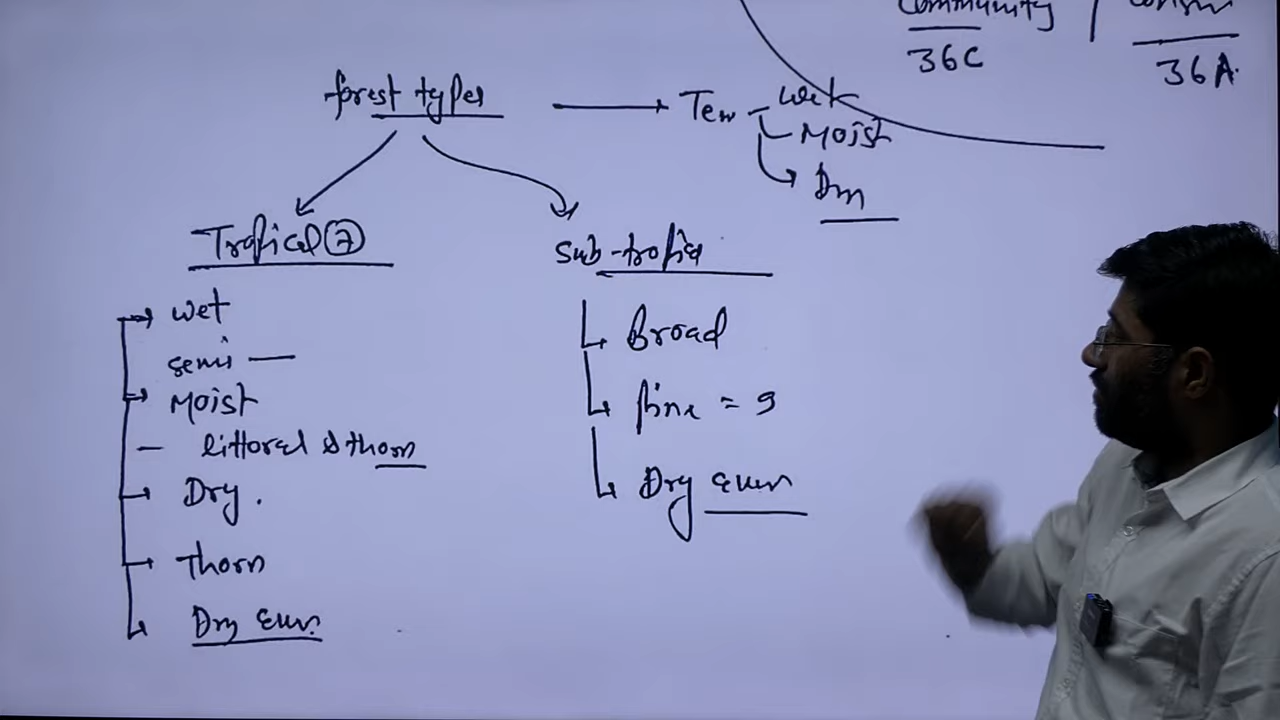 Community
36C
36A.
forest types
Tem
wet
Moist
Dry
Tropical 7
Sub-tropical
wet
semi —
Moist
littoral & thorn
Dry.
Thorn
Dry Ever.
Broad
pine = 9
Dry ever